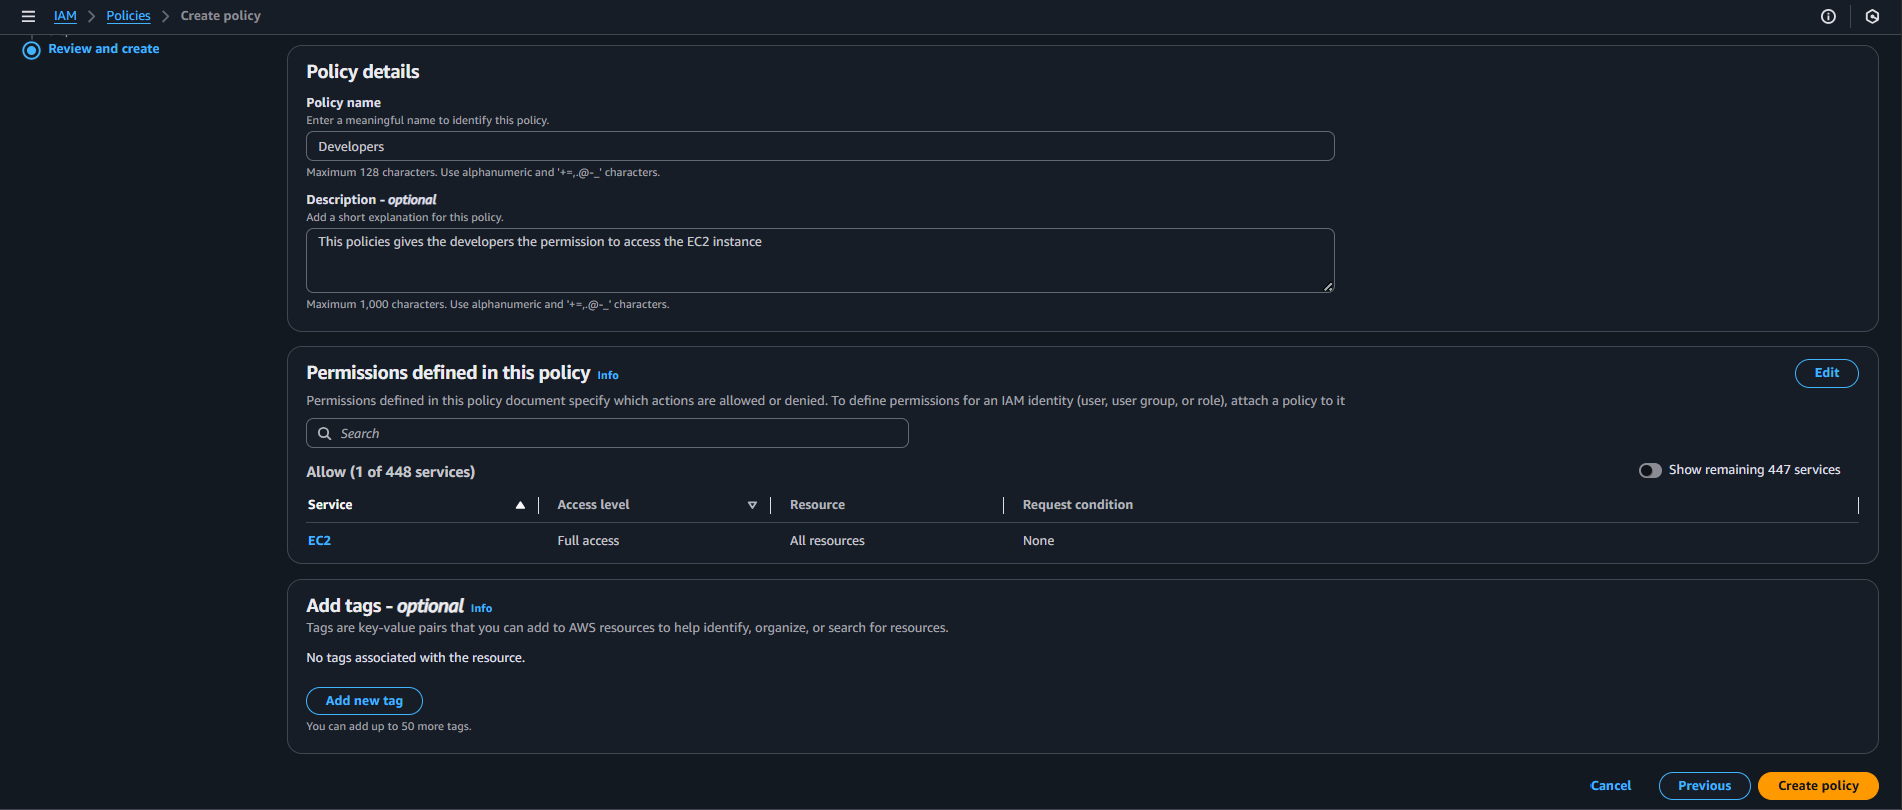 IAM > Policies > Create policy
Review and create
Policy details
Policy name
Enter a meaningful name to identify this policy.
Developers
Maximum 128 characters. Use alphanumeric and '+=,.@-_' characters.
Description - optional
Add a short explanation for this policy.
This policies gives the developers the permission to access the EC2 instance
Maximum 1,000 characters. Use alphanumeric and '+=,.@-_' characters.
Permissions defined in this policy Info
Edit
Permissions defined in this policy document specify which actions are allowed or denied. To define permissions for an IAM identity (user, user group, or role), attach a policy to it
Search
Allow (1 of 448 services)
Show remaining 447 services
Service Access level Resource Request condition
EC2 Full access All resources None
Add tags - optional Info
Tags are key-value pairs that you can add to AWS resources to help identify, organize, or search for resources.
No tags associated with the resource.
Add new tag
You can add up to 50 more tags.
Cancel Previous Create policy